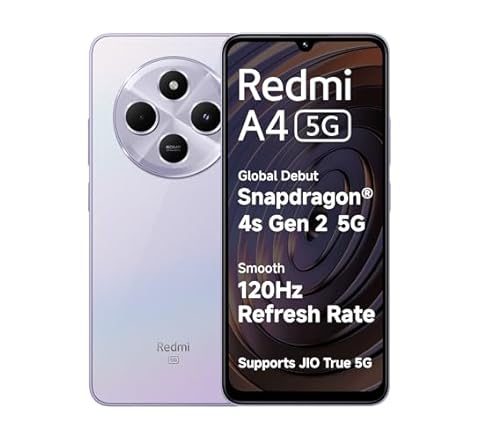 Redmi
A4 5G
Global Debut
Snapdragon®
4s Gen 2 5G
Smooth
120Hz
Refresh Rate
Supports JIO True 5G
Redmi
5G